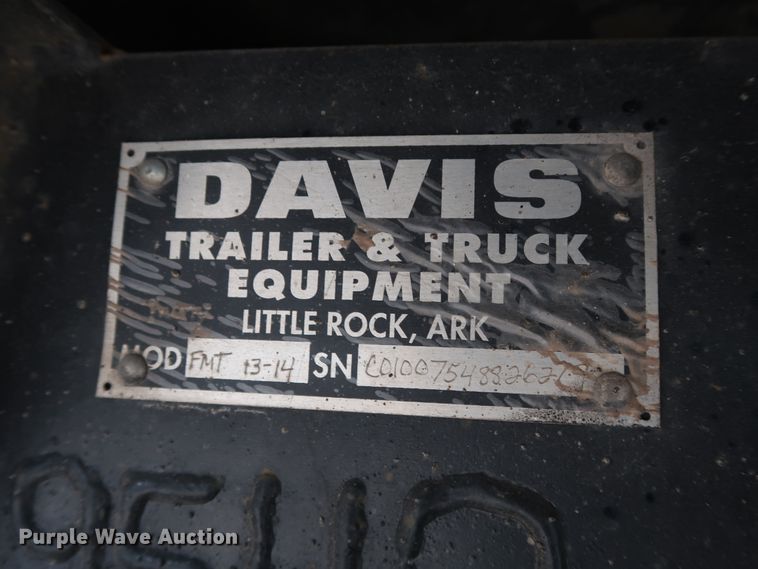 DAVIS
TRAILER & TRUCK
EQUIPMENT
LITTLE ROCK, ARK
MOD FMT 13-14 SN
Purple Wave Auction